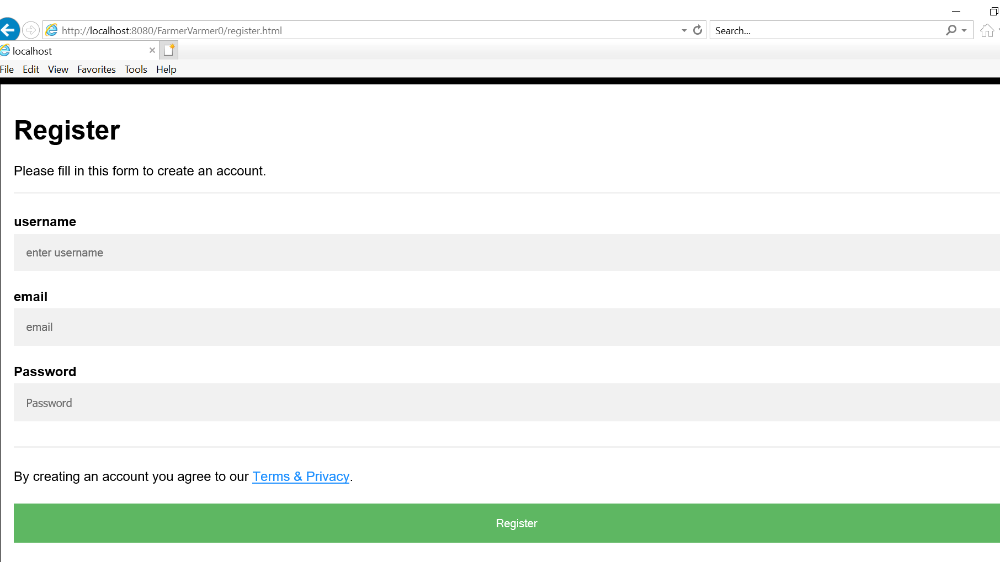 http://localhost:8080/FarmerVarmer0/register.html
Search...
localhost
File Edit View Favorites Tools Help
Register
Please fill in this form to create an account.
username
enter username
email
email
Password
Password
By creating an account you agree to our Terms & Privacy.
Register